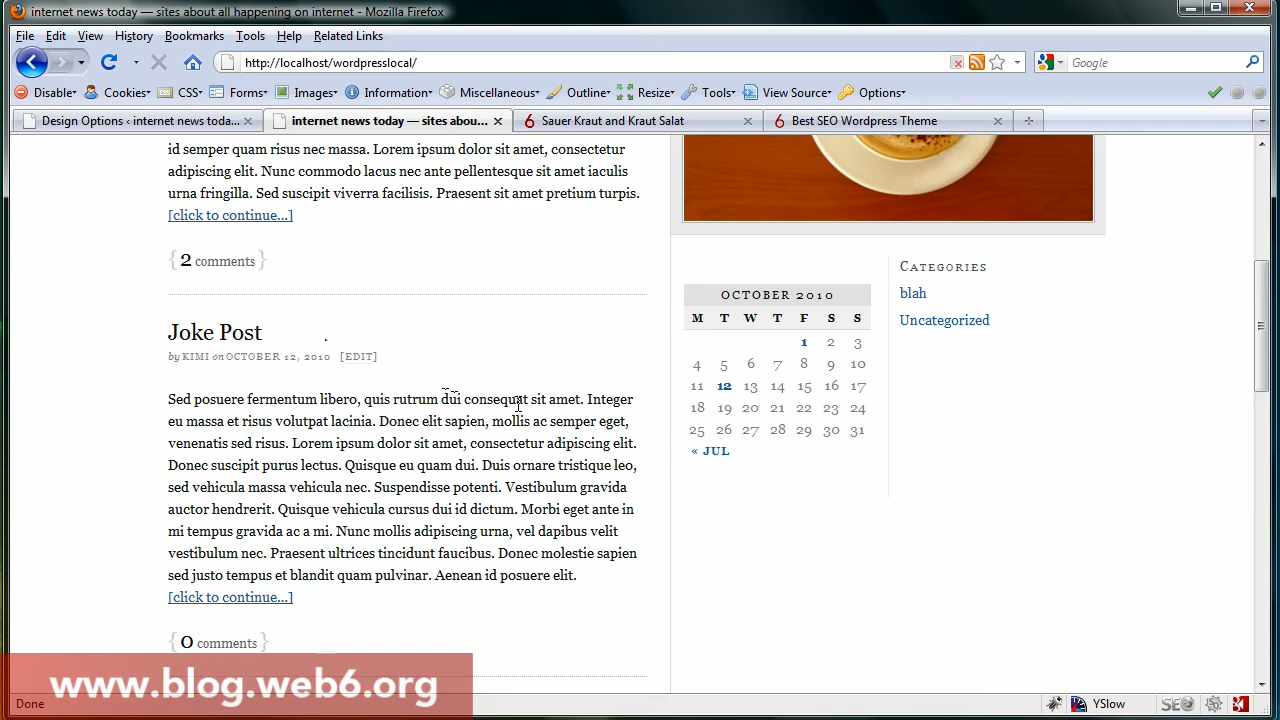 internet news today — sites about all happening on internet - Mozilla Firefox
File Edit View History Bookmarks Tools Help Related Links
http://localhost/wordpresslocal/
Google
Disable Cookies CSS Forms Images Information Miscellaneous Outline Resize Tools View Source Options
Design Options ‹ internet news toda... internet news today — sites abou... Sauer Kraut and Kraut Salat Best SEO Wordpress Theme
id semper quam risus nec massa. Lorem ipsum dolor sit amet, consectetur
adipiscing elit. Nunc commodo lacus nec ante pellentesque sit amet iaculis
urna fringilla. Sed suscipit viverra facilisis. Praesent sit amet pretium turpis.
[click to continue...]
{ 2 comments }
Joke Post
by KIMI on OCTOBER 12, 2010 [EDIT]
Sed posuere fermentum libero, quis rutrum dui consequat sit amet. Integer
eu massa et risus volutpat lacinia. Donec elit sapien, mollis ac semper eget,
venenatis sed risus. Lorem ipsum dolor sit amet, consectetur adipiscing elit.
Donec suscipit purus lectus. Quisque eu quam dui. Duis ornare tristique leo,
sed vehicula massa vehicula nec. Suspendisse potenti. Vestibulum gravida
auctor hendrerit. Quisque vehicula cursus dui id dictum. Morbi eget ante in
mi tempus gravida ac a mi. Nunc mollis adipiscing urna, vel dapibus velit
vestibulum nec. Praesent ultrices tincidunt faucibus. Donec molestie sapien
sed justo tempus et blandit quam pulvinar. Aenean id posuere elit.
[click to continue...]
{ 0 comments }
OCTOBER 2010
M T W T F S S
1 2 3
4 5 6 7 8 9 10
11 12 13 14 15 16 17
18 19 20 21 22 23 24
25 26 27 28 29 30 31
« JUL
Categories
blah
Uncategorized
www.blog.web6.org
Done
YSlow
SEO